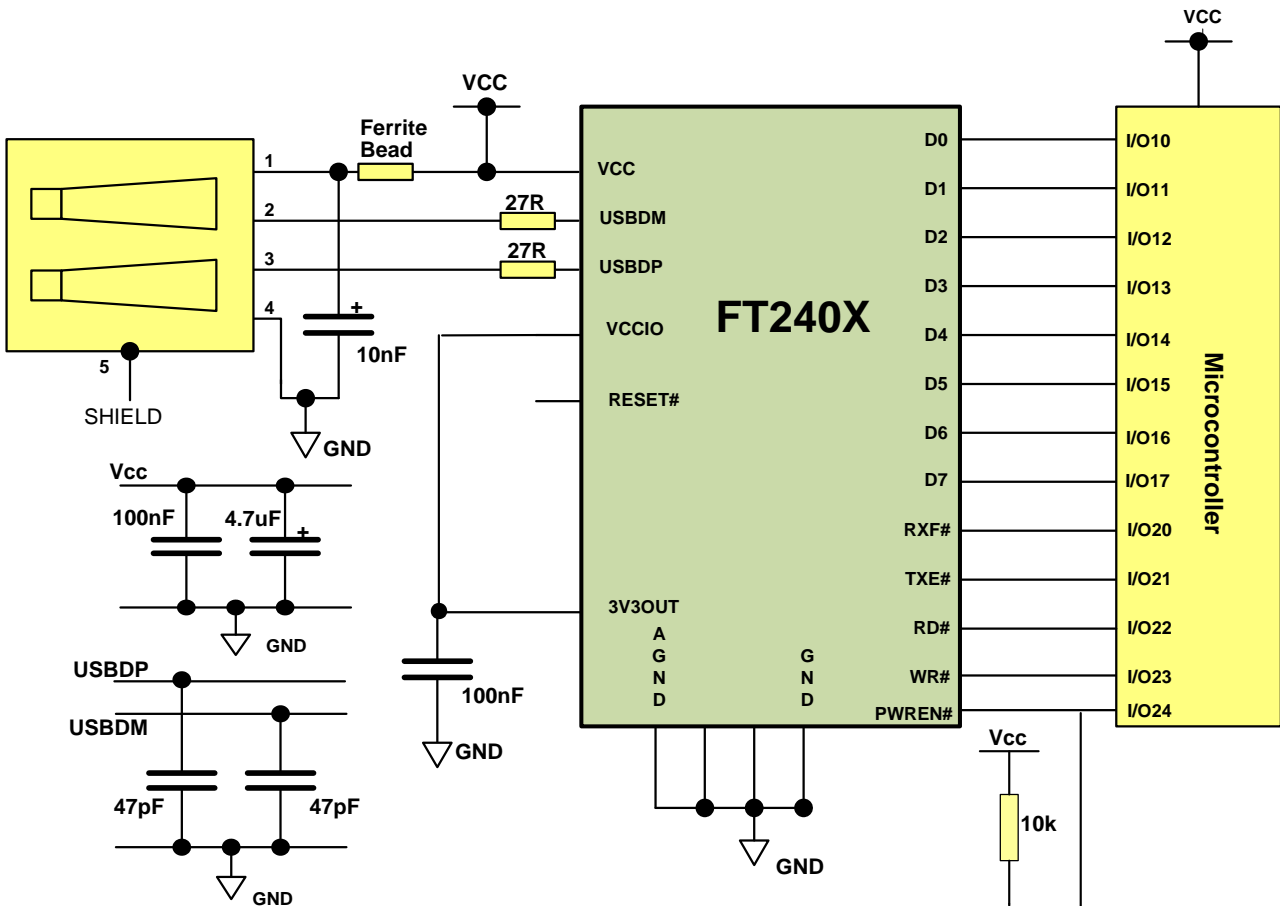 VCC
VCC
Ferrite
Bead
1
2
3
4
5
SHIELD
27R
27R
+
10nF
GND
VCC
USBDM
USBDP
VCCIO
RESET#
3V3OUT
AGND
GND
FT240X
D0
D1
D2
D3
D4
D5
D6
D7
RXF#
TXE#
RD#
WR#
PWREN#
I/O10
I/O11
I/O12
I/O13
I/O14
I/O15
I/O16
I/O17
I/O20
I/O21
I/O22
I/O23
I/O24
Microcontroller
Vcc
100nF
4.7uF
+
GND
USBDP
USBDM
47pF
47pF
GND
100nF
GND
GND
Vcc
10k